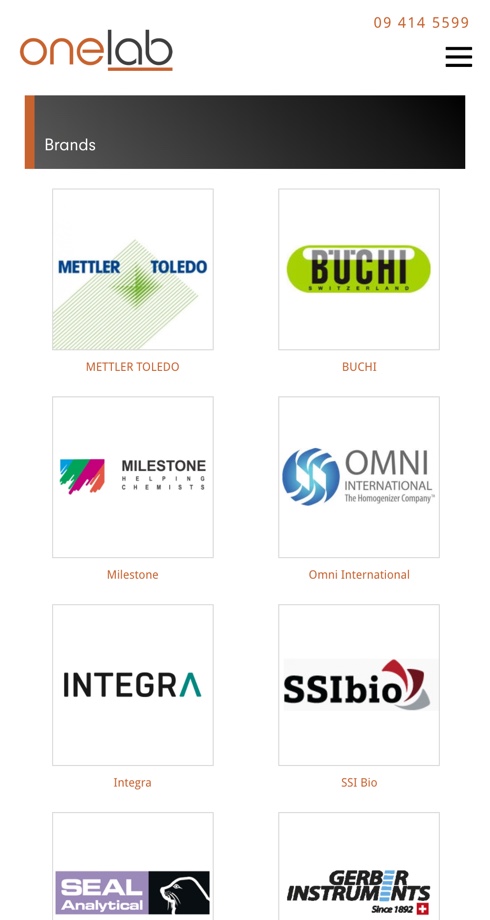 09 414 5599
onelab
Brands
METTLER TOLEDO
BÜCHI
SWITZERLAND
METTLER TOLEDO
BUCHI
MILESTONE
HELPING
CHEMISTS
OMNI
INTERNATIONAL
The Homogenizer Company™
Milestone
Omni International
INTEGRA
SSIbio
Integra
SSI Bio
SEAL
Analytical
GERBER
INSTRUMENTS
Since 1892